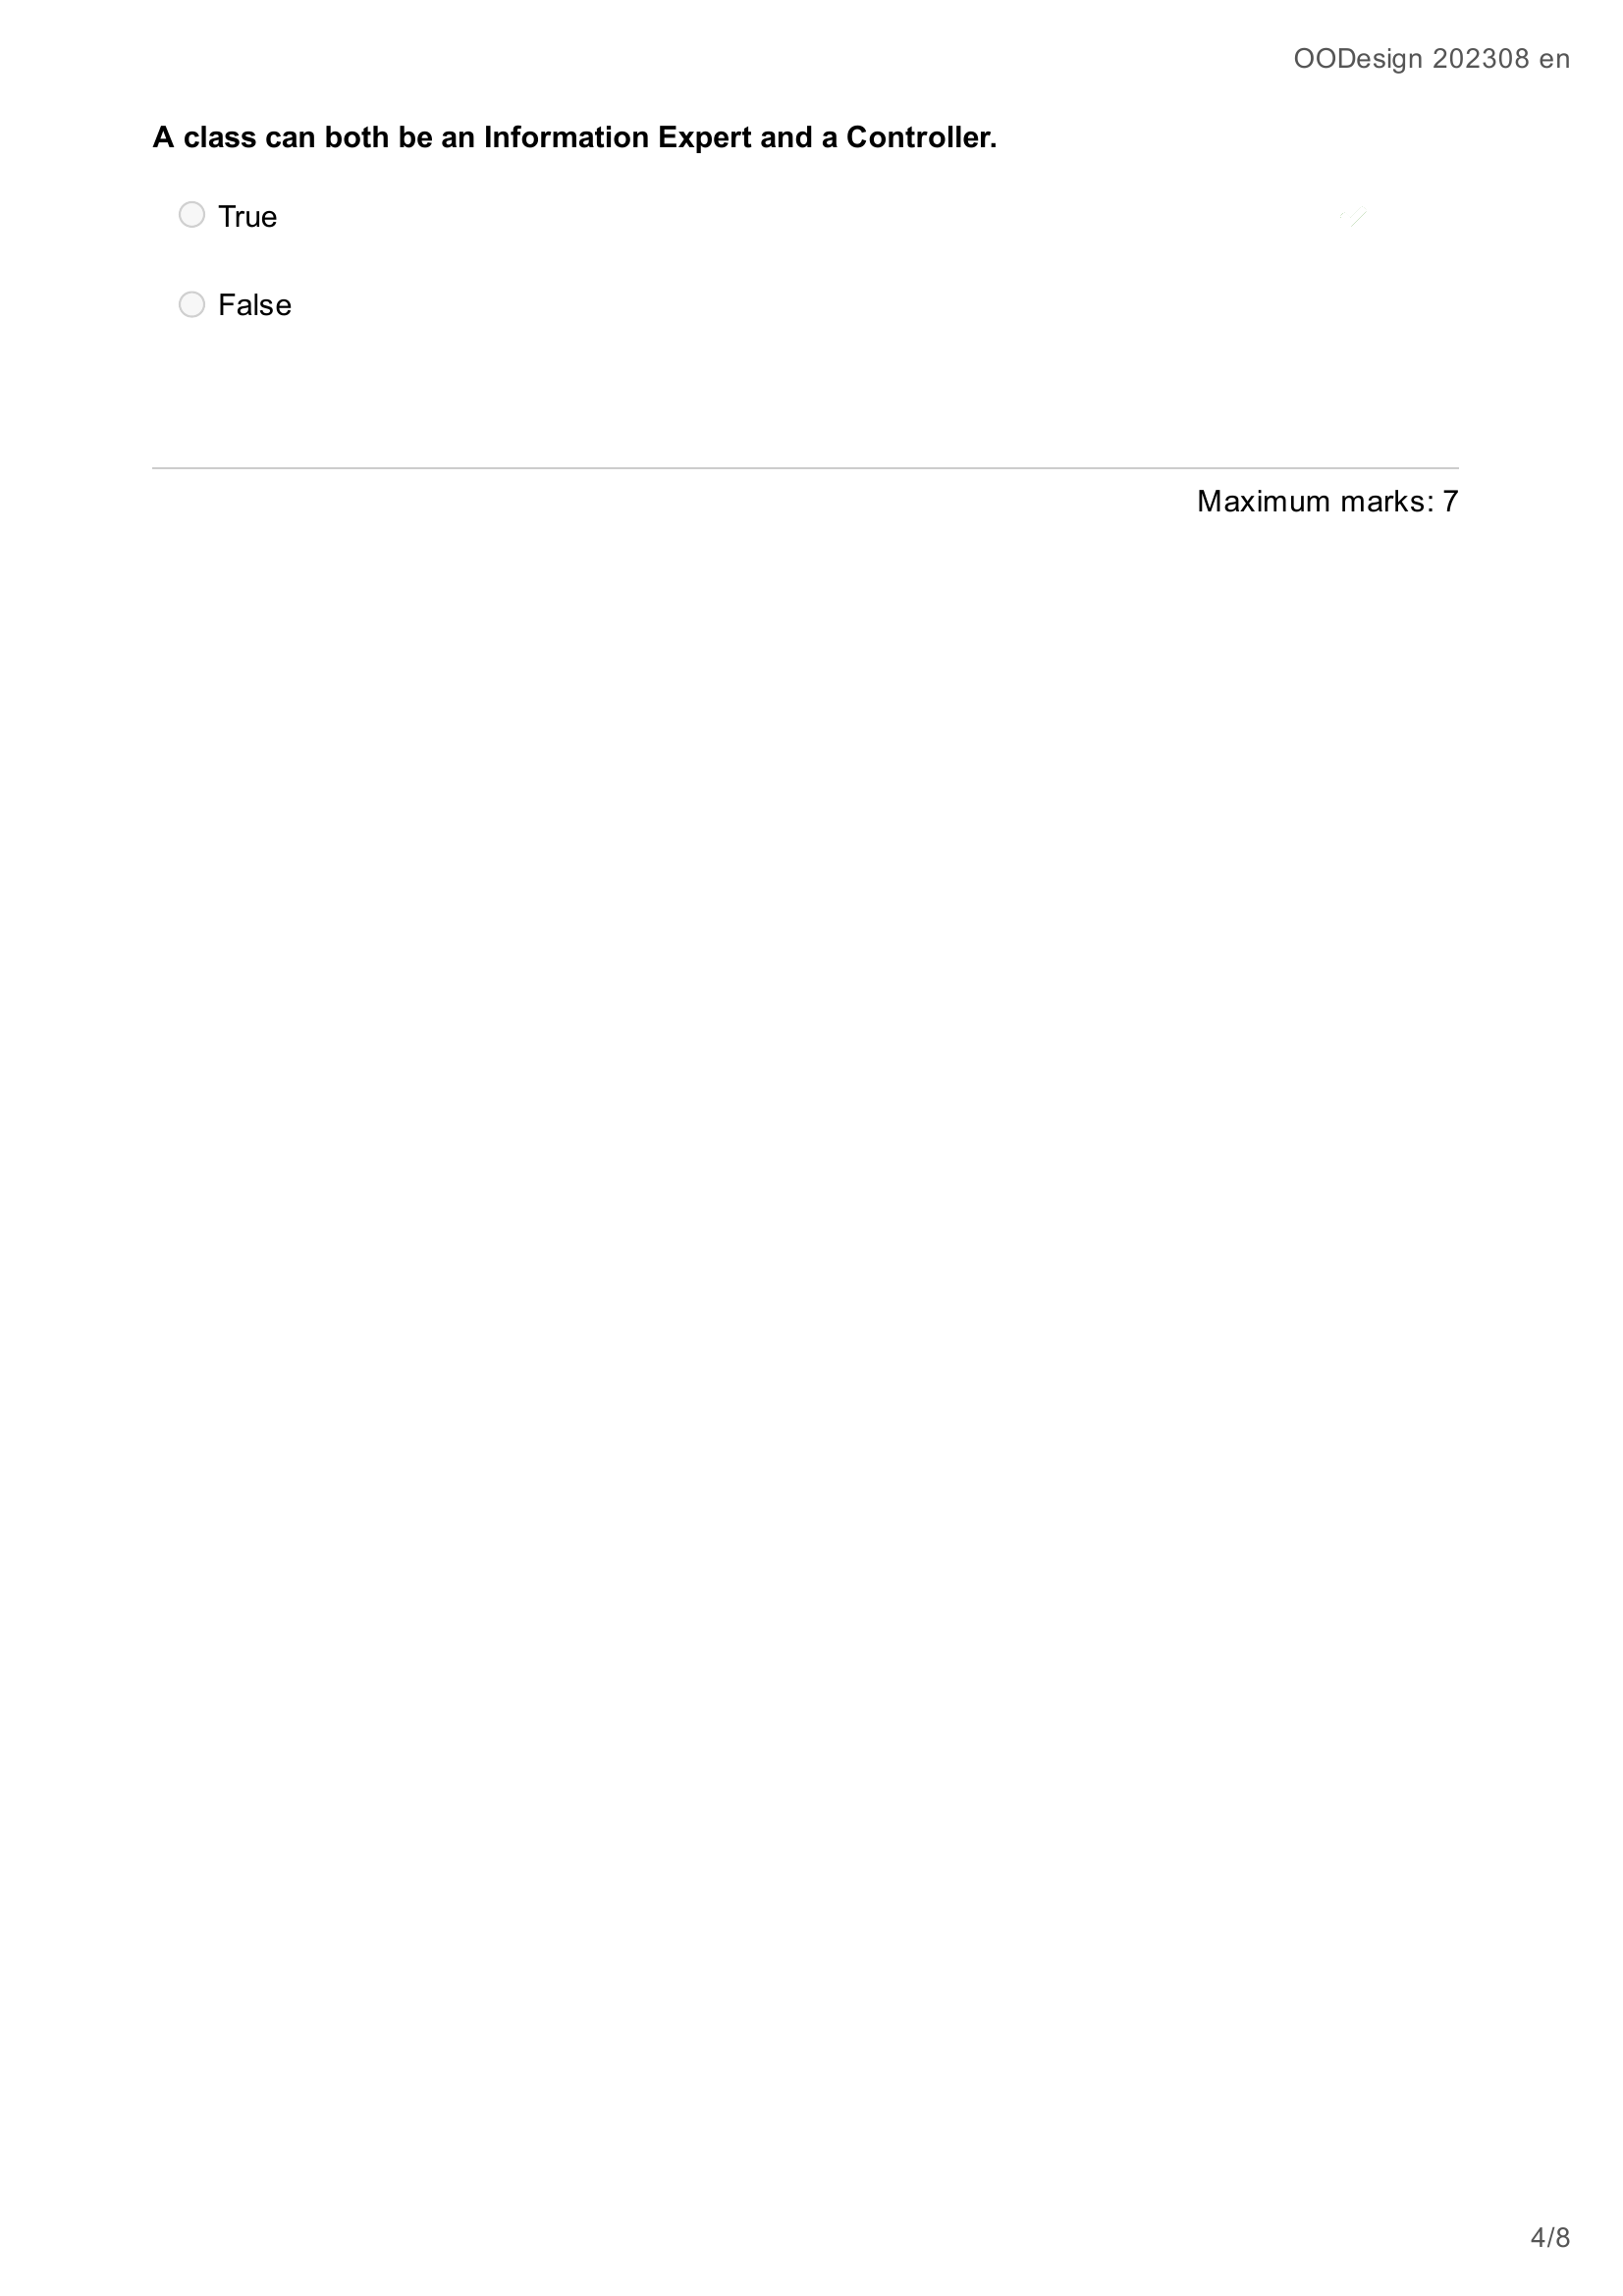 OODesign 202308 en
A class can both be an Information Expert and a Controller.
True
False
Maximum marks: 7
4/8